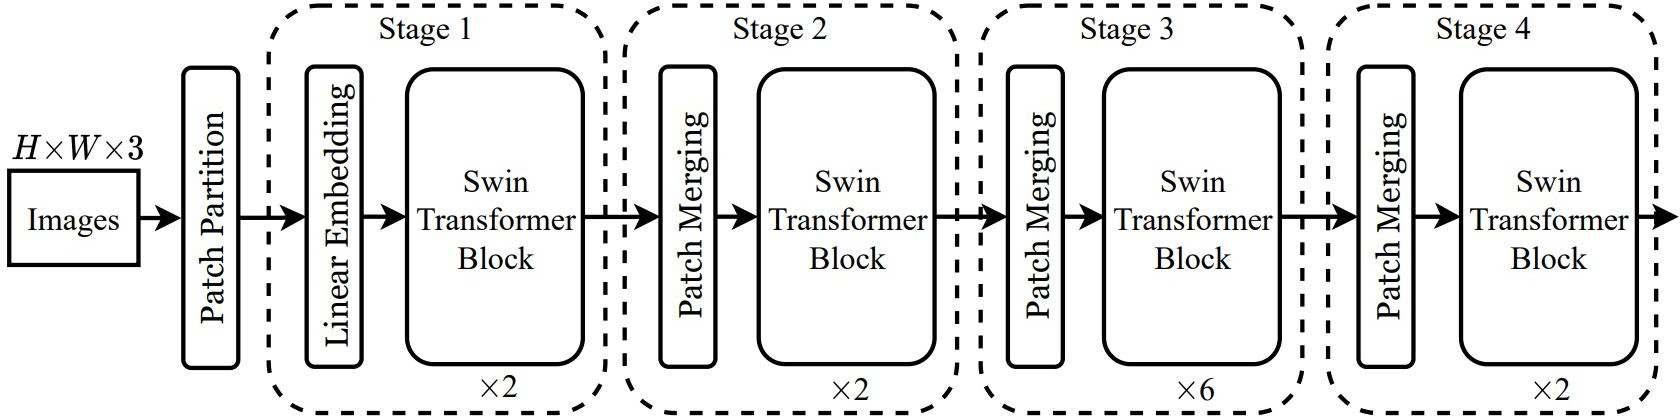 H×W×3
Images
Patch Partition
Stage 1
Linear Embedding
Swin
Transformer
Block
×2
Stage 2
Patch Merging
Swin
Transformer
Block
×2
Stage 3
Patch Merging
Swin
Transformer
Block
×6
Stage 4
Patch Merging
Swin
Transformer
Block
×2